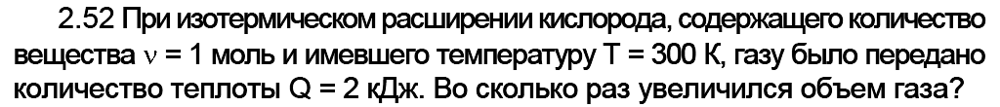 2.52 При изотермическом расширении кислорода, содержащего количество
вещества ν = 1 моль и имевшего температуру T = 300 К, газу было передано
количество теплоты Q = 2 кДж. Во сколько раз увеличился объем газа?